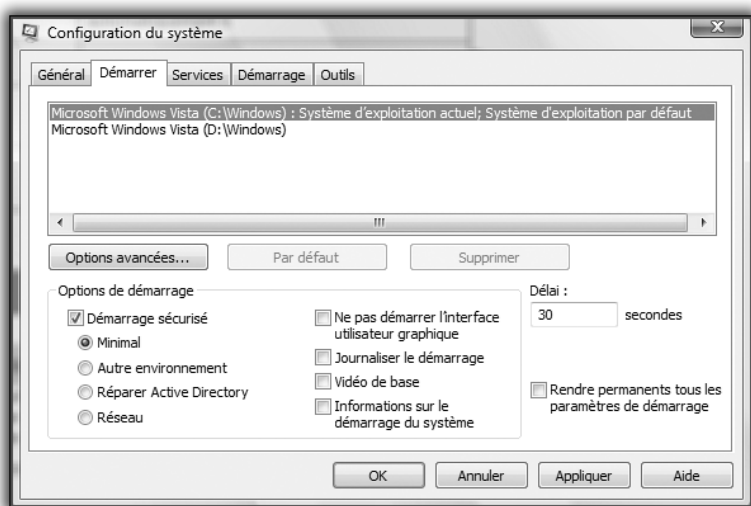 Configuration du système
Général Démarrer Services Démarrage Outils
Microsoft Windows Vista (C:\Windows) : Système d'exploitation actuel; Système d'exploitation par défaut
Microsoft Windows Vista (D:\Windows)
Options avancées... Par défaut Supprimer
Options de démarrage
Démarrage sécurisé
Minimal
Autre environnement
Réparer Active Directory
Réseau
Ne pas démarrer l'interface
utilisateur graphique
Journaliser le démarrage
Vidéo de base
Informations sur le
démarrage du système
Délai :
30 secondes
Rendre permanents tous les
paramètres de démarrage
OK Annuler Appliquer Aide